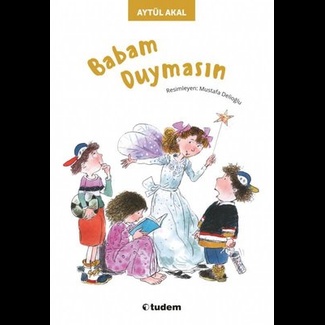 AYTÜL AKAL
Babam
Duymasın
Resimleyen: Mustafa Delioğlu
tudem